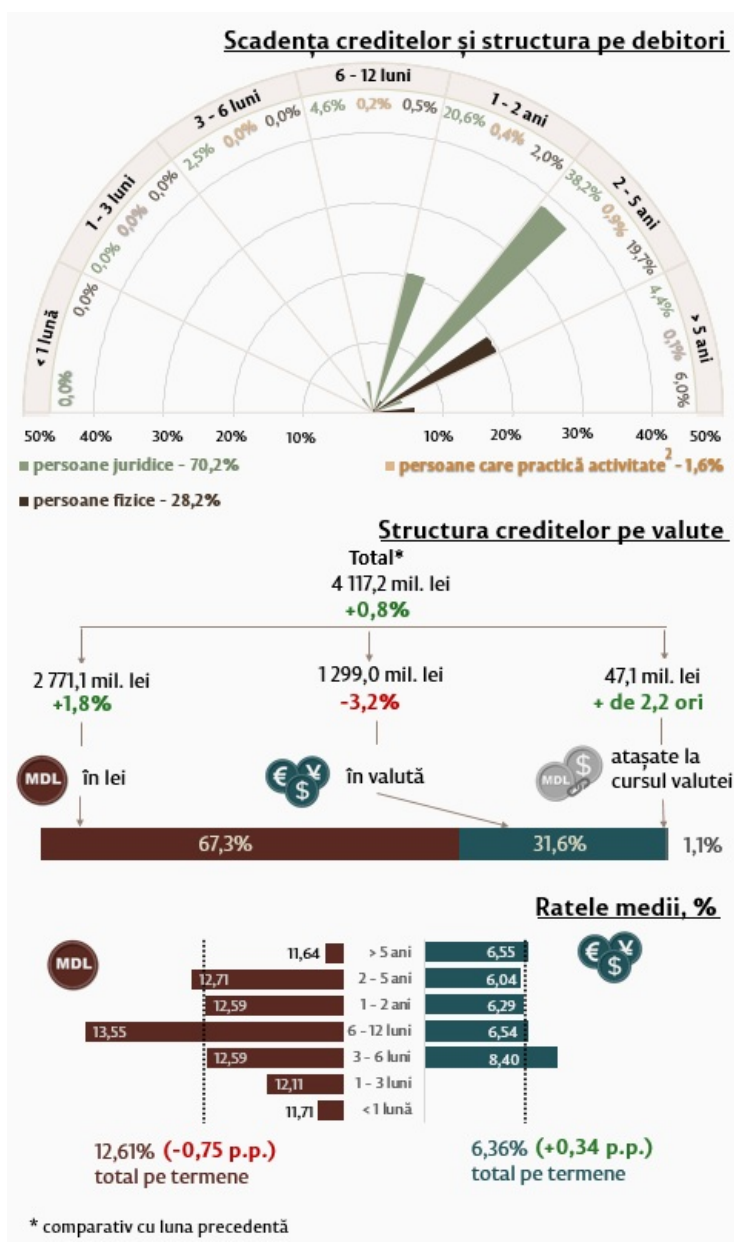 Scadența creditelor și structura pe debitori
< 1 lună
1 - 3 luni
3 - 6 luni
6 - 12 luni
1 - 2 ani
2 - 5 ani
> 5 ani
0,0%
0,0%
0,0%
0,0%
0,0%
2,5%
0,0%
0,0%
4,6%
0,2%
0,5%
20,6%
0,4%
2,0%
38,2%
0,9%
19,7%
4,4%
0,1%
6,0%
50% 40% 30% 20% 10% 10% 20% 30% 40% 50%
persoane juridice - 70,2%
persoane care practică activitate² - 1,6%
persoane fizice - 28,2%
Structura creditelor pe valute
Total*
4 117,2 mil. lei
+0,8%
2 771,1 mil. lei
+1,8%
1 299,0 mil. lei
-3,2%
47,1 mil. lei
+ de 2,2 ori
MDL în lei
€ ¥ $ în valută
MDL $ atașate la
cursul valutei
67,3% 31,6% 1,1%
Ratele medii, %
MDL
€ ¥ $
11,64 > 5 ani 6,55
12,71 2 - 5 ani 6,04
12,59 1 - 2 ani 6,29
13,55 6 - 12 luni 6,54
12,59 3 - 6 luni 8,40
12,11 1 - 3 luni
11,71 < 1 lună
12,61% (-0,75 p.p.)
total pe termene
6,36% (+0,34 p.p.)
total pe termene
* comparativ cu luna precedentă